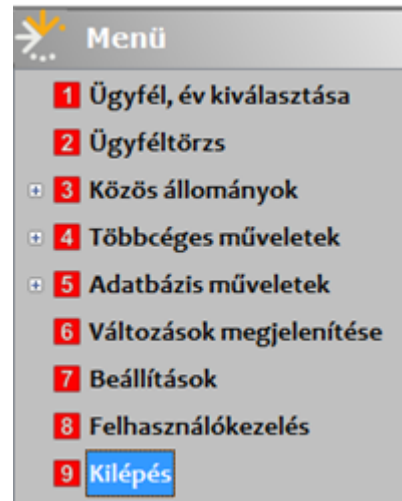 Menü
1 Ügyfél, év kiválasztása
2 Ügyféltörzs
3 Közös állományok
4 Többcéges műveletek
5 Adatbázis műveletek
6 Változások megjelenítése
7 Beállítások
8 Felhasználókezelés
9 Kilépés